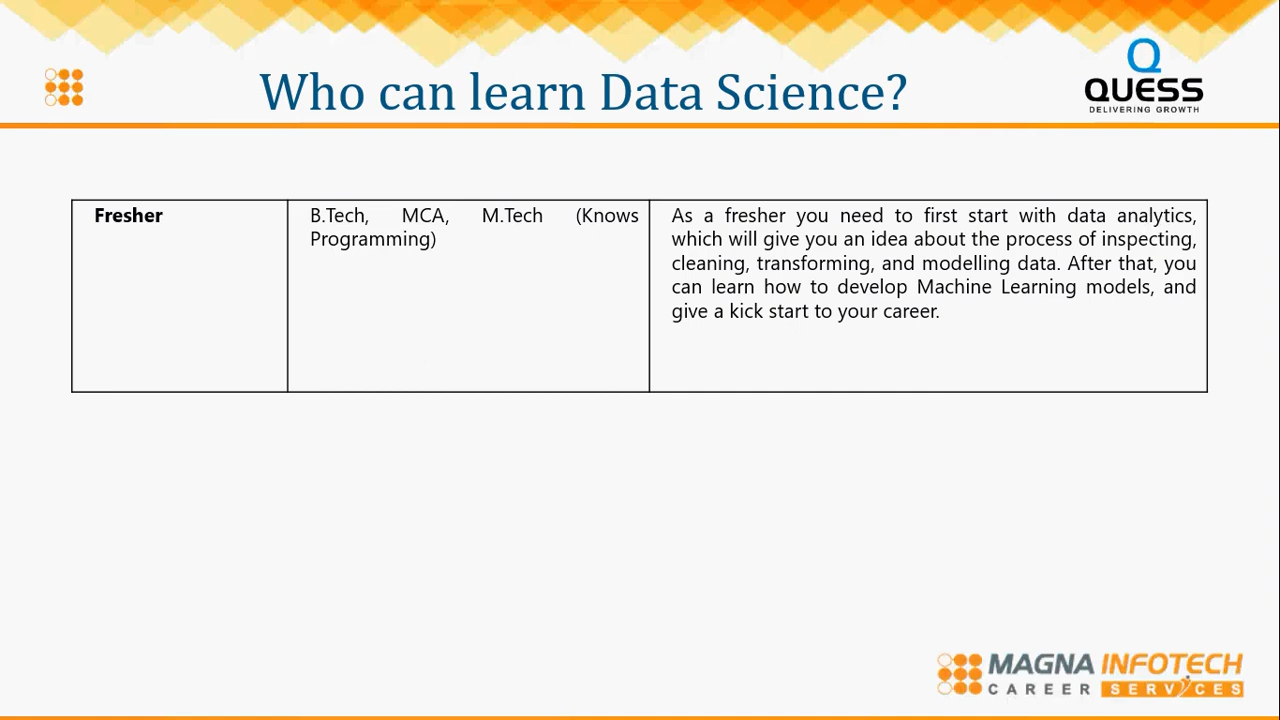 Who can learn Data Science?
Q
QUESS
DELIVERING GROWTH
Fresher
B.Tech, MCA, M.Tech (Knows
Programming)
As a fresher you need to first start with data analytics,
which will give you an idea about the process of inspecting,
cleaning, transforming, and modelling data. After that, you
can learn how to develop Machine Learning models, and
give a kick start to your career.
MAGNA INFOTECH
CAREER SERVICES